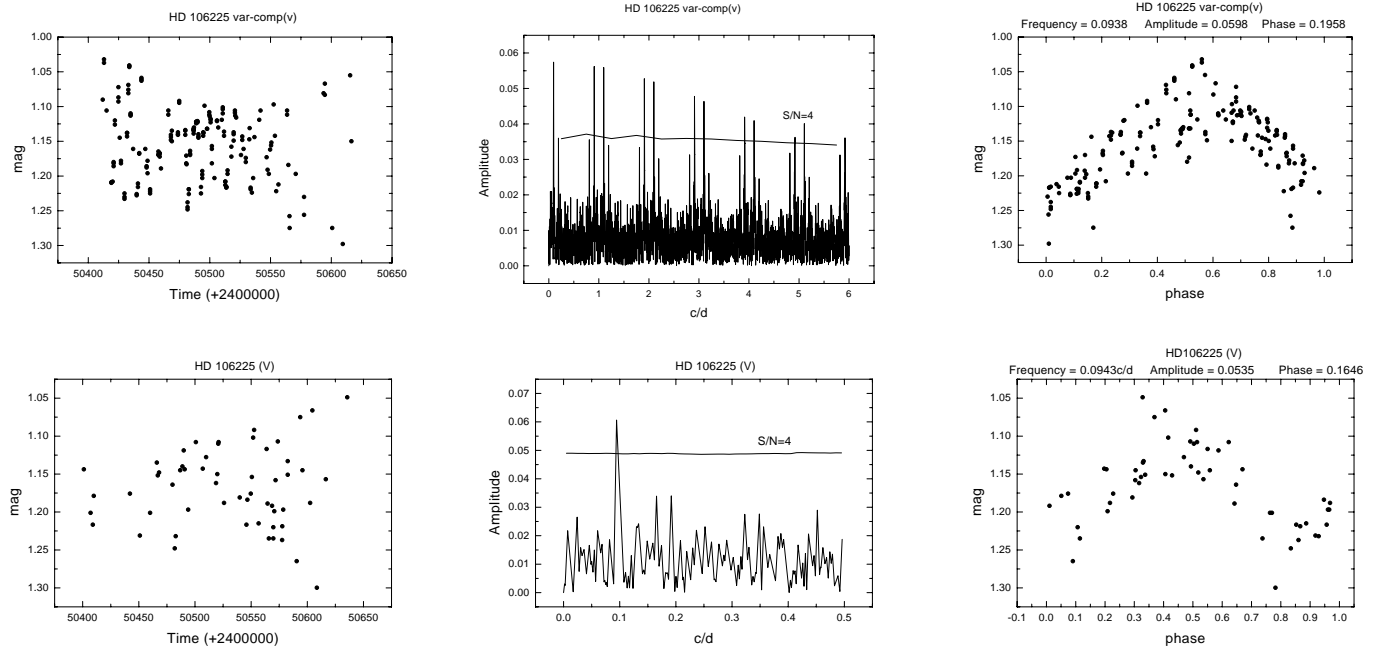 HD 106225 var-comp(v)
1.00
1.05
1.10
1.15
1.20
1.25
1.30
mag
50400 50450 50500 50550 50600 50650
Time (+2400000)
HD 106225 var-comp(v)
0.06
0.05
0.04
0.03
0.02
0.01
0.00
Amplitude
S/N=4
0 1 2 3 4 5 6
c/d
HD 106225 var-comp(v)
Frequency = 0.0938 Amplitude = 0.0598 Phase = 0.1958
1.00
1.05
1.10
1.15
1.20
1.25
1.30
mag
0.0 0.2 0.4 0.6 0.8 1.0
phase
HD 106225 (V)
1.05
1.10
1.15
1.20
1.25
1.30
mag
50400 50450 50500 50550 50600 50650
Time (+2400000)
HD 106225 (V)
0.07
0.06
0.05
0.04
0.03
0.02
0.01
0.00
Amplitude
S/N=4
0.0 0.1 0.2 0.3 0.4 0.5
c/d
HD106225 (V)
Frequency = 0.0943c/d Amplitude = 0.0535 Phase = 0.1646
1.05
1.10
1.15
1.20
1.25
1.30
mag
-0.1 0.0 0.1 0.2 0.3 0.4 0.5 0.6 0.7 0.8 0.9 1.0
phase